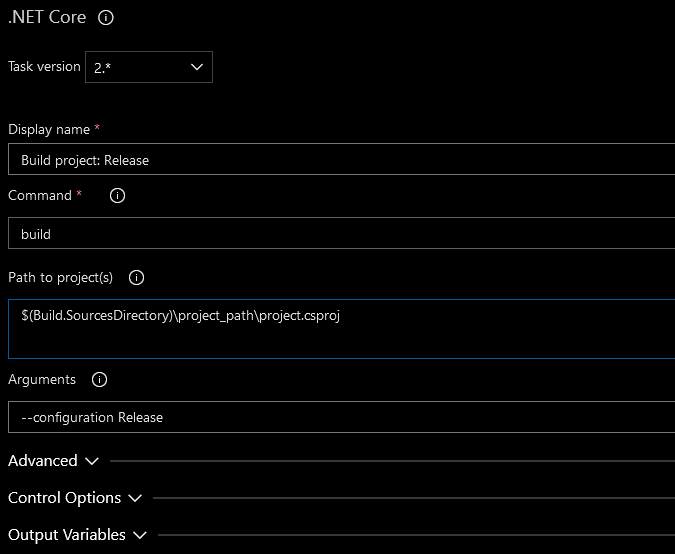 .NET Core
Task version 2.*
Display name *
Build project: Release
Command *
build
Path to project(s)
$(Build.SourcesDirectory)\project_path\project.csproj
Arguments
--configuration Release
Advanced
Control Options
Output Variables